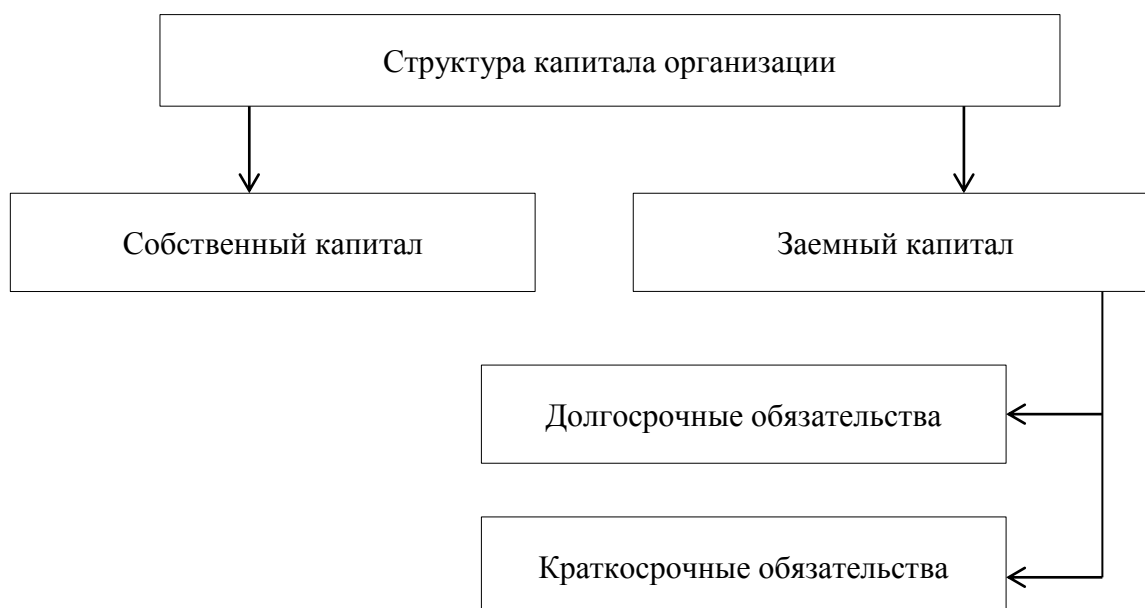 Структура капитала организации
Собственный капитал
Заемный капитал
Долгосрочные обязательства
Краткосрочные обязательства